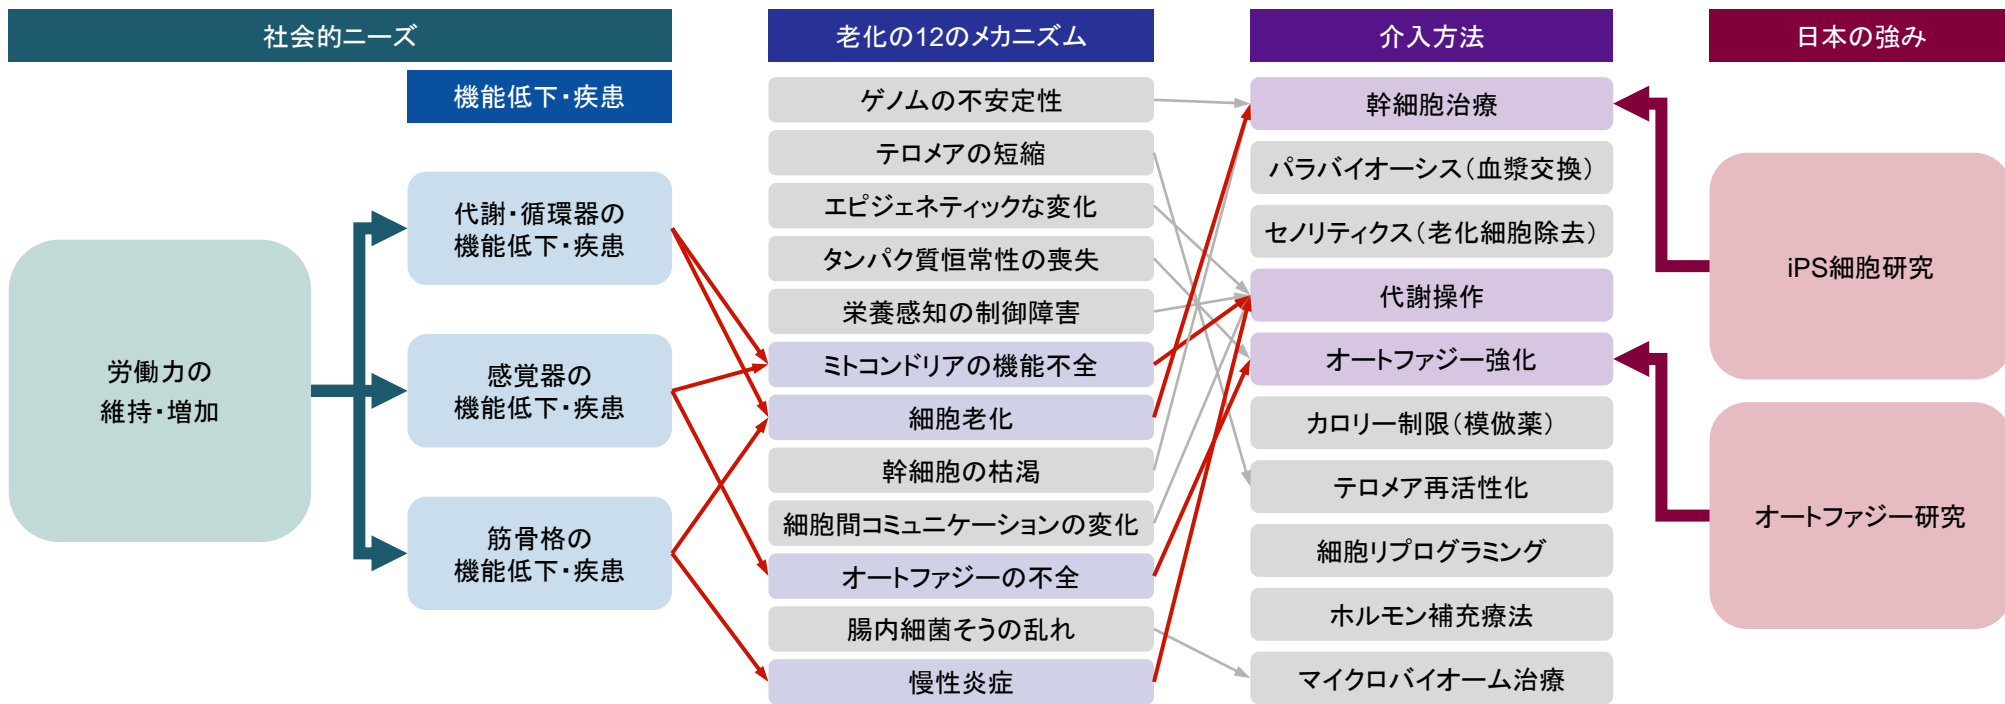 社会的ニーズ
機能低下・疾患
労働力の
維持・増加
代謝・循環器の
機能低下・疾患
感覚器の
機能低下・疾患
筋骨格の
機能低下・疾患
老化の12のメカニズム
ゲノムの不安定性
テロメアの短縮
エピジェネティックな変化
タンパク質恒常性の喪失
栄養感知の制御障害
ミトコンドリアの機能不全
細胞老化
幹細胞の枯渇
細胞間コミュニケーションの変化
オートファジーの不全
腸内細菌そうの乱れ
慢性炎症
介入方法
幹細胞治療
パラバイオーシス（血漿交換）
セノリティクス（老化細胞除去）
代謝操作
オートファジー強化
カロリー制限（模倣薬）
テロメア再活性化
細胞リプログラミング
ホルモン補充療法
マイクロバイオーム治療
日本の強み
iPS細胞研究
オートファジー研究